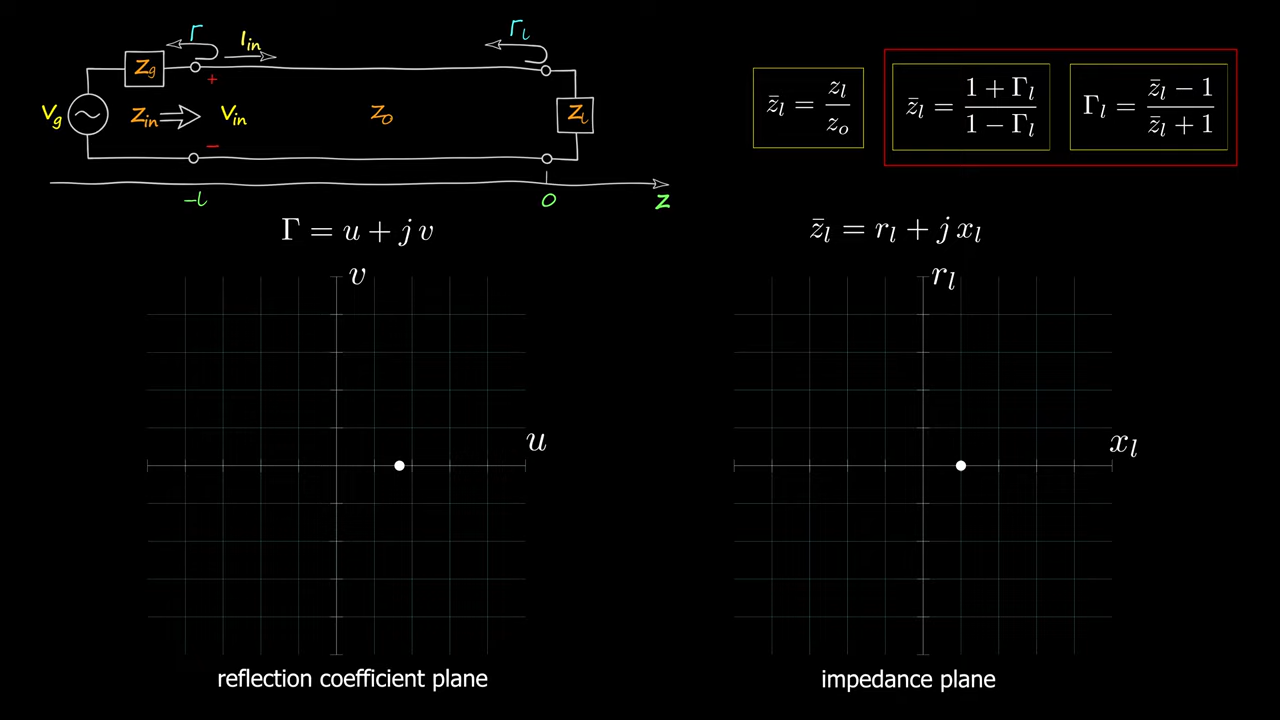 Γ I_in Γ_l
Z_g
+
V_g Z_in ⇒ V_in Z_o Z_l
−
−l 0 z
z̄_l = z_l / z_o
z̄_l = (1 + Γ_l) / (1 − Γ_l)
Γ_l = (z̄_l − 1) / (z̄_l + 1)
Γ = u + j v
z̄_l = r_l + j x_l
v
u
r_l
x_l
reflection coefficient plane
impedance plane